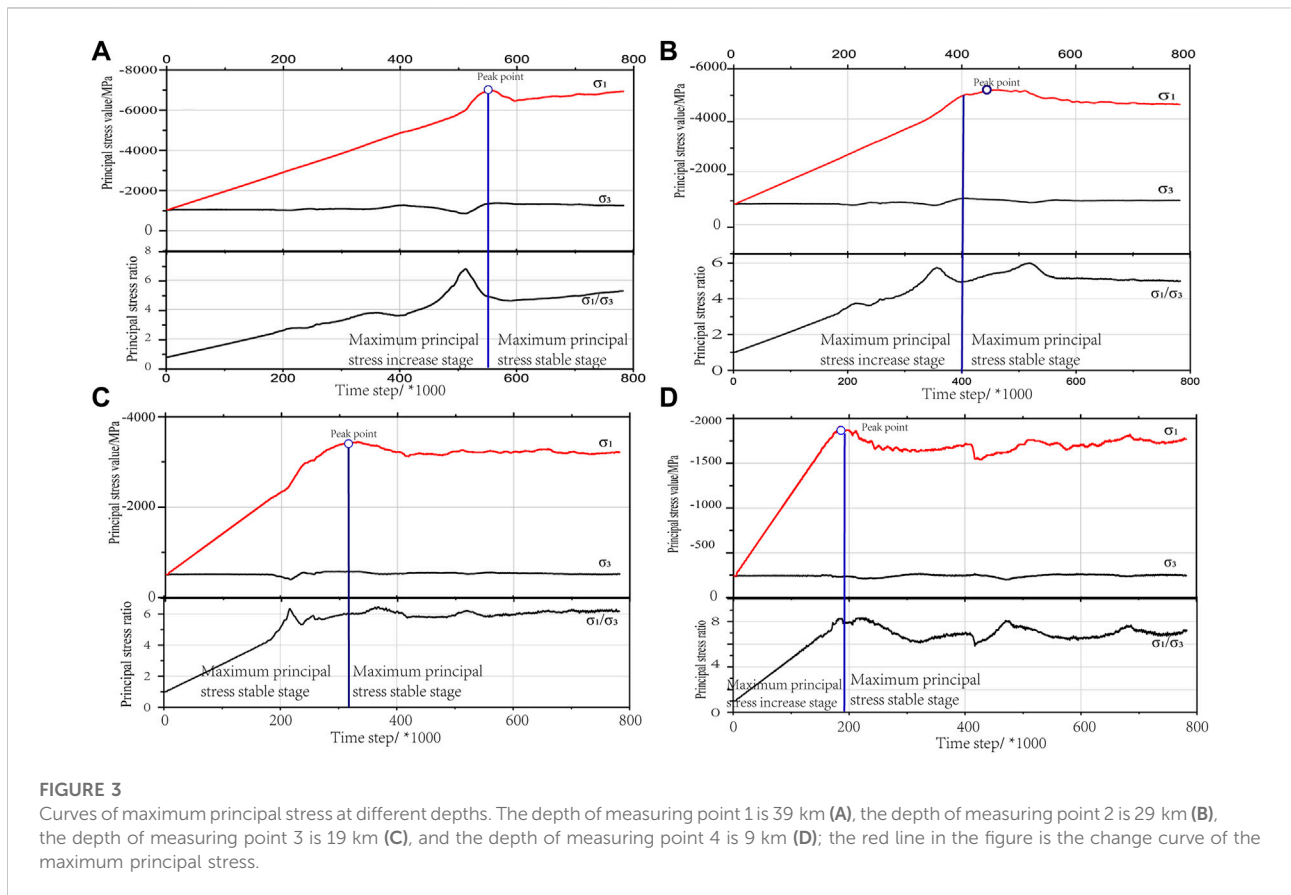 A
0 200 400 600 800
-8000
-6000
-4000
-2000
0
Principal stress value/MPa
Peak point
σ1
σ3
8
6
4
2
0
Principal stress ratio
σ1/σ3
Maximum principal
stress increase stage
Maximum principal
stress stable stage
0 200 400 600 800
Time step/ *1000
B
0 200 400 600 800
-6000
-4000
-2000
0
Principal stress value/MPa
Peak point
σ1
σ3
6
4
2
0
Principal stress ratio
σ1/σ3
Maximum principal
stress increase stage
Maximum principal
stress stable stage
0 200 400 600 800
Time step/ *1000
C
-4000
-2000
0
Principal stress value/MPa
Peak point
σ1
σ3
6
4
2
0
Principal stress ratio
σ1/σ3
Maximum principal
stress stable stage
Maximum principal
stress stable stage
0 200 400 600 800
Time step/ *1000
D
-2000
-1500
-1000
-500
0
Principal stress value/MPa
Peak point
σ1
σ3
8
4
2
0
Principal stress ratio
σ1/σ3
Maximum principal
stress increase stage
Maximum principal
stress stable stage
0 200 400 600 800
Time step/ *1000
FIGURE 3
Curves of maximum principal stress at different depths. The depth of measuring point 1 is 39 km (A), the depth of measuring point 2 is 29 km (B),
the depth of measuring point 3 is 19 km (C), and the depth of measuring point 4 is 9 km (D); the red line in the figure is the change curve of the
maximum principal stress.